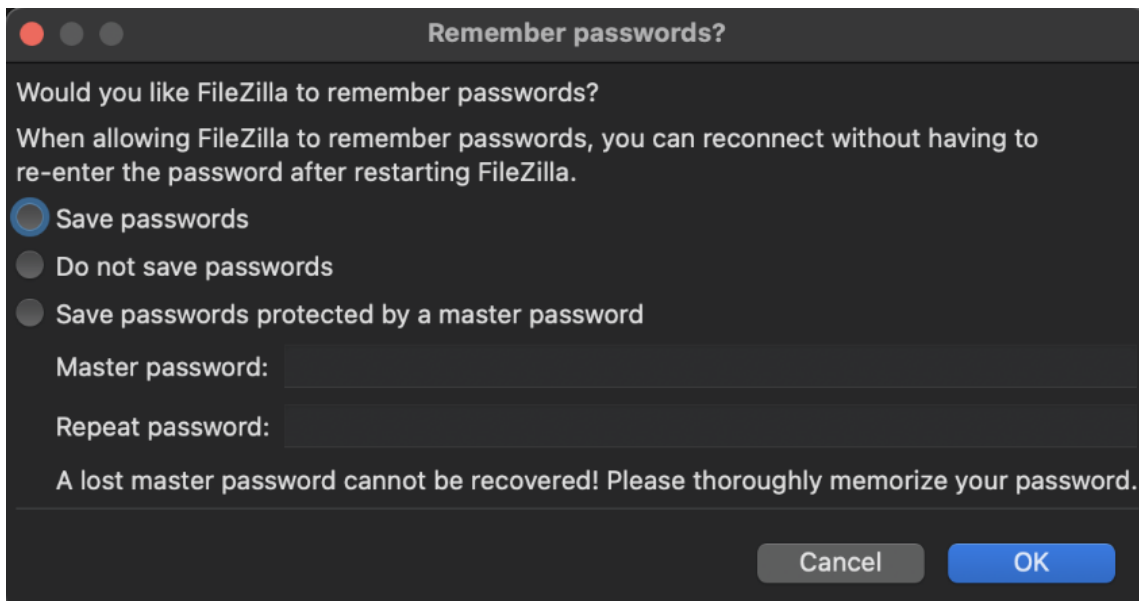 Remember passwords?
Would you like FileZilla to remember passwords?
When allowing FileZilla to remember passwords, you can reconnect without having to
re-enter the password after restarting FileZilla.
Save passwords
Do not save passwords
Save passwords protected by a master password
Master password:
Repeat password:
A lost master password cannot be recovered! Please thoroughly memorize your password.
Cancel
OK